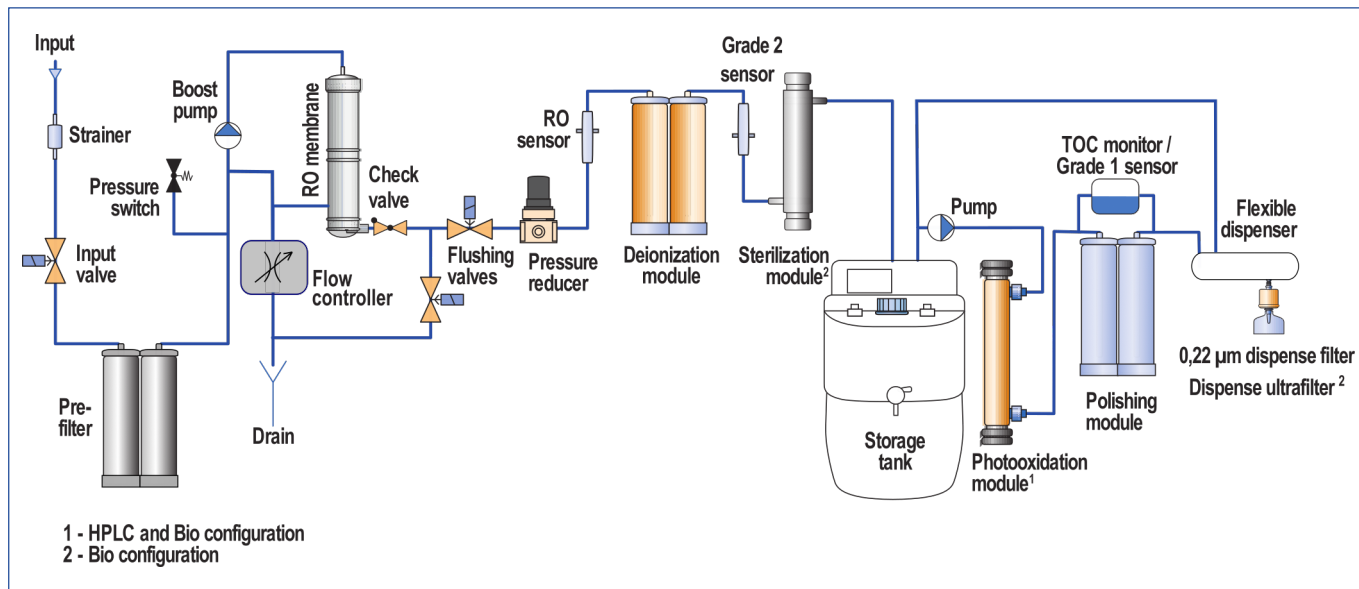 Input
Strainer
Input
valve
Pre-
filter
Pressure
switch
Boost
pump
RO membrane
Flow
controller
Drain
Check
valve
Flushing
valves
Pressure
reducer
RO
sensor
Deionization
module
Grade 2
sensor
Sterilization
module²
Storage
tank
Pump
Photooxidation
module¹
TOC monitor /
Grade 1 sensor
Polishing
module
Flexible
dispenser
0,22 µm dispense filter
Dispense ultrafilter ²
1 - HPLC and Bio configuration
2 - Bio configuration